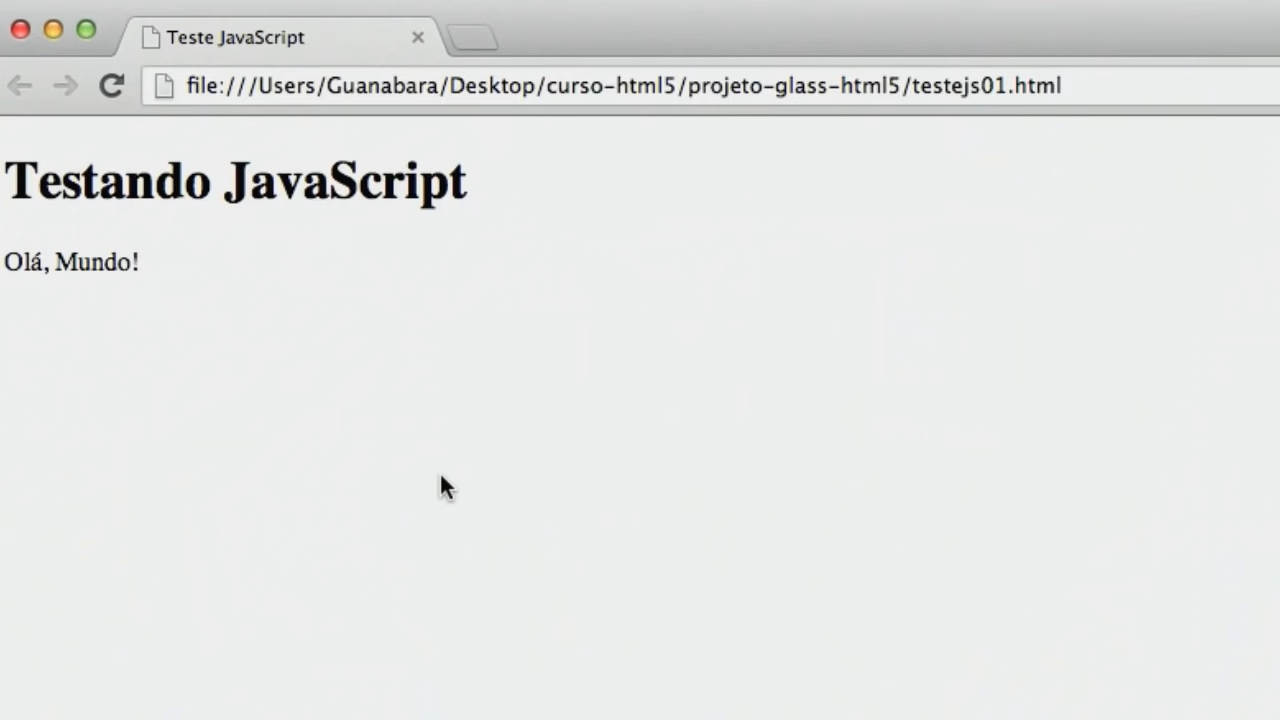 Teste JavaScript
file:///Users/Guanabara/Desktop/curso-html5/projeto-glass-html5/testejs01.html
Testando JavaScript
Olá, Mundo!